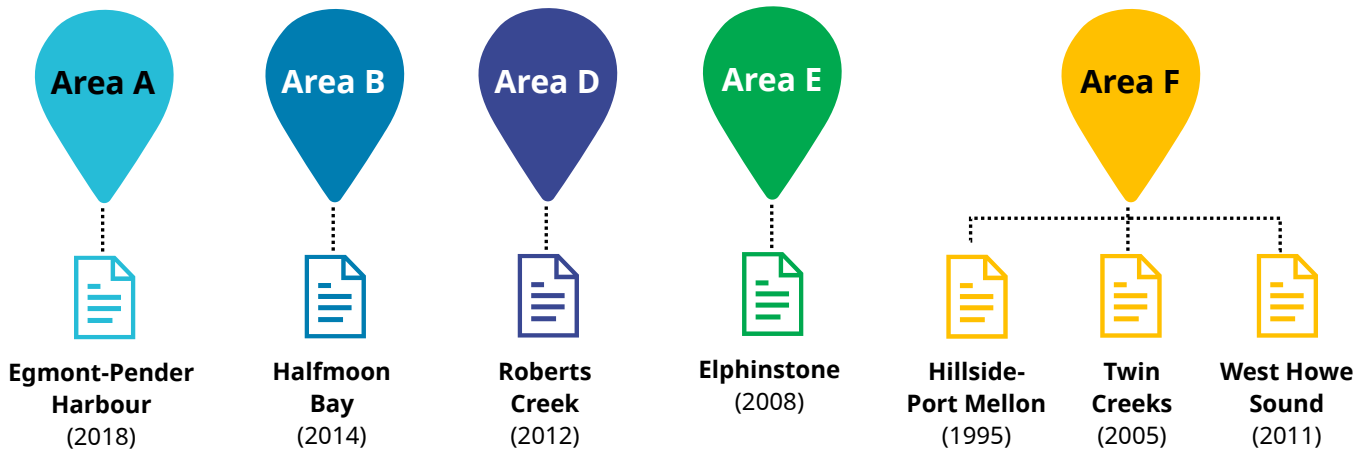 Area A
Area B
Area D
Area E
Area F
Egmont-Pender
Harbour
(2018)
Halfmoon
Bay
(2014)
Roberts
Creek
(2012)
Elphinstone
(2008)
Hillside-
Port Mellon
(1995)
Twin
Creeks
(2005)
West Howe
Sound
(2011)